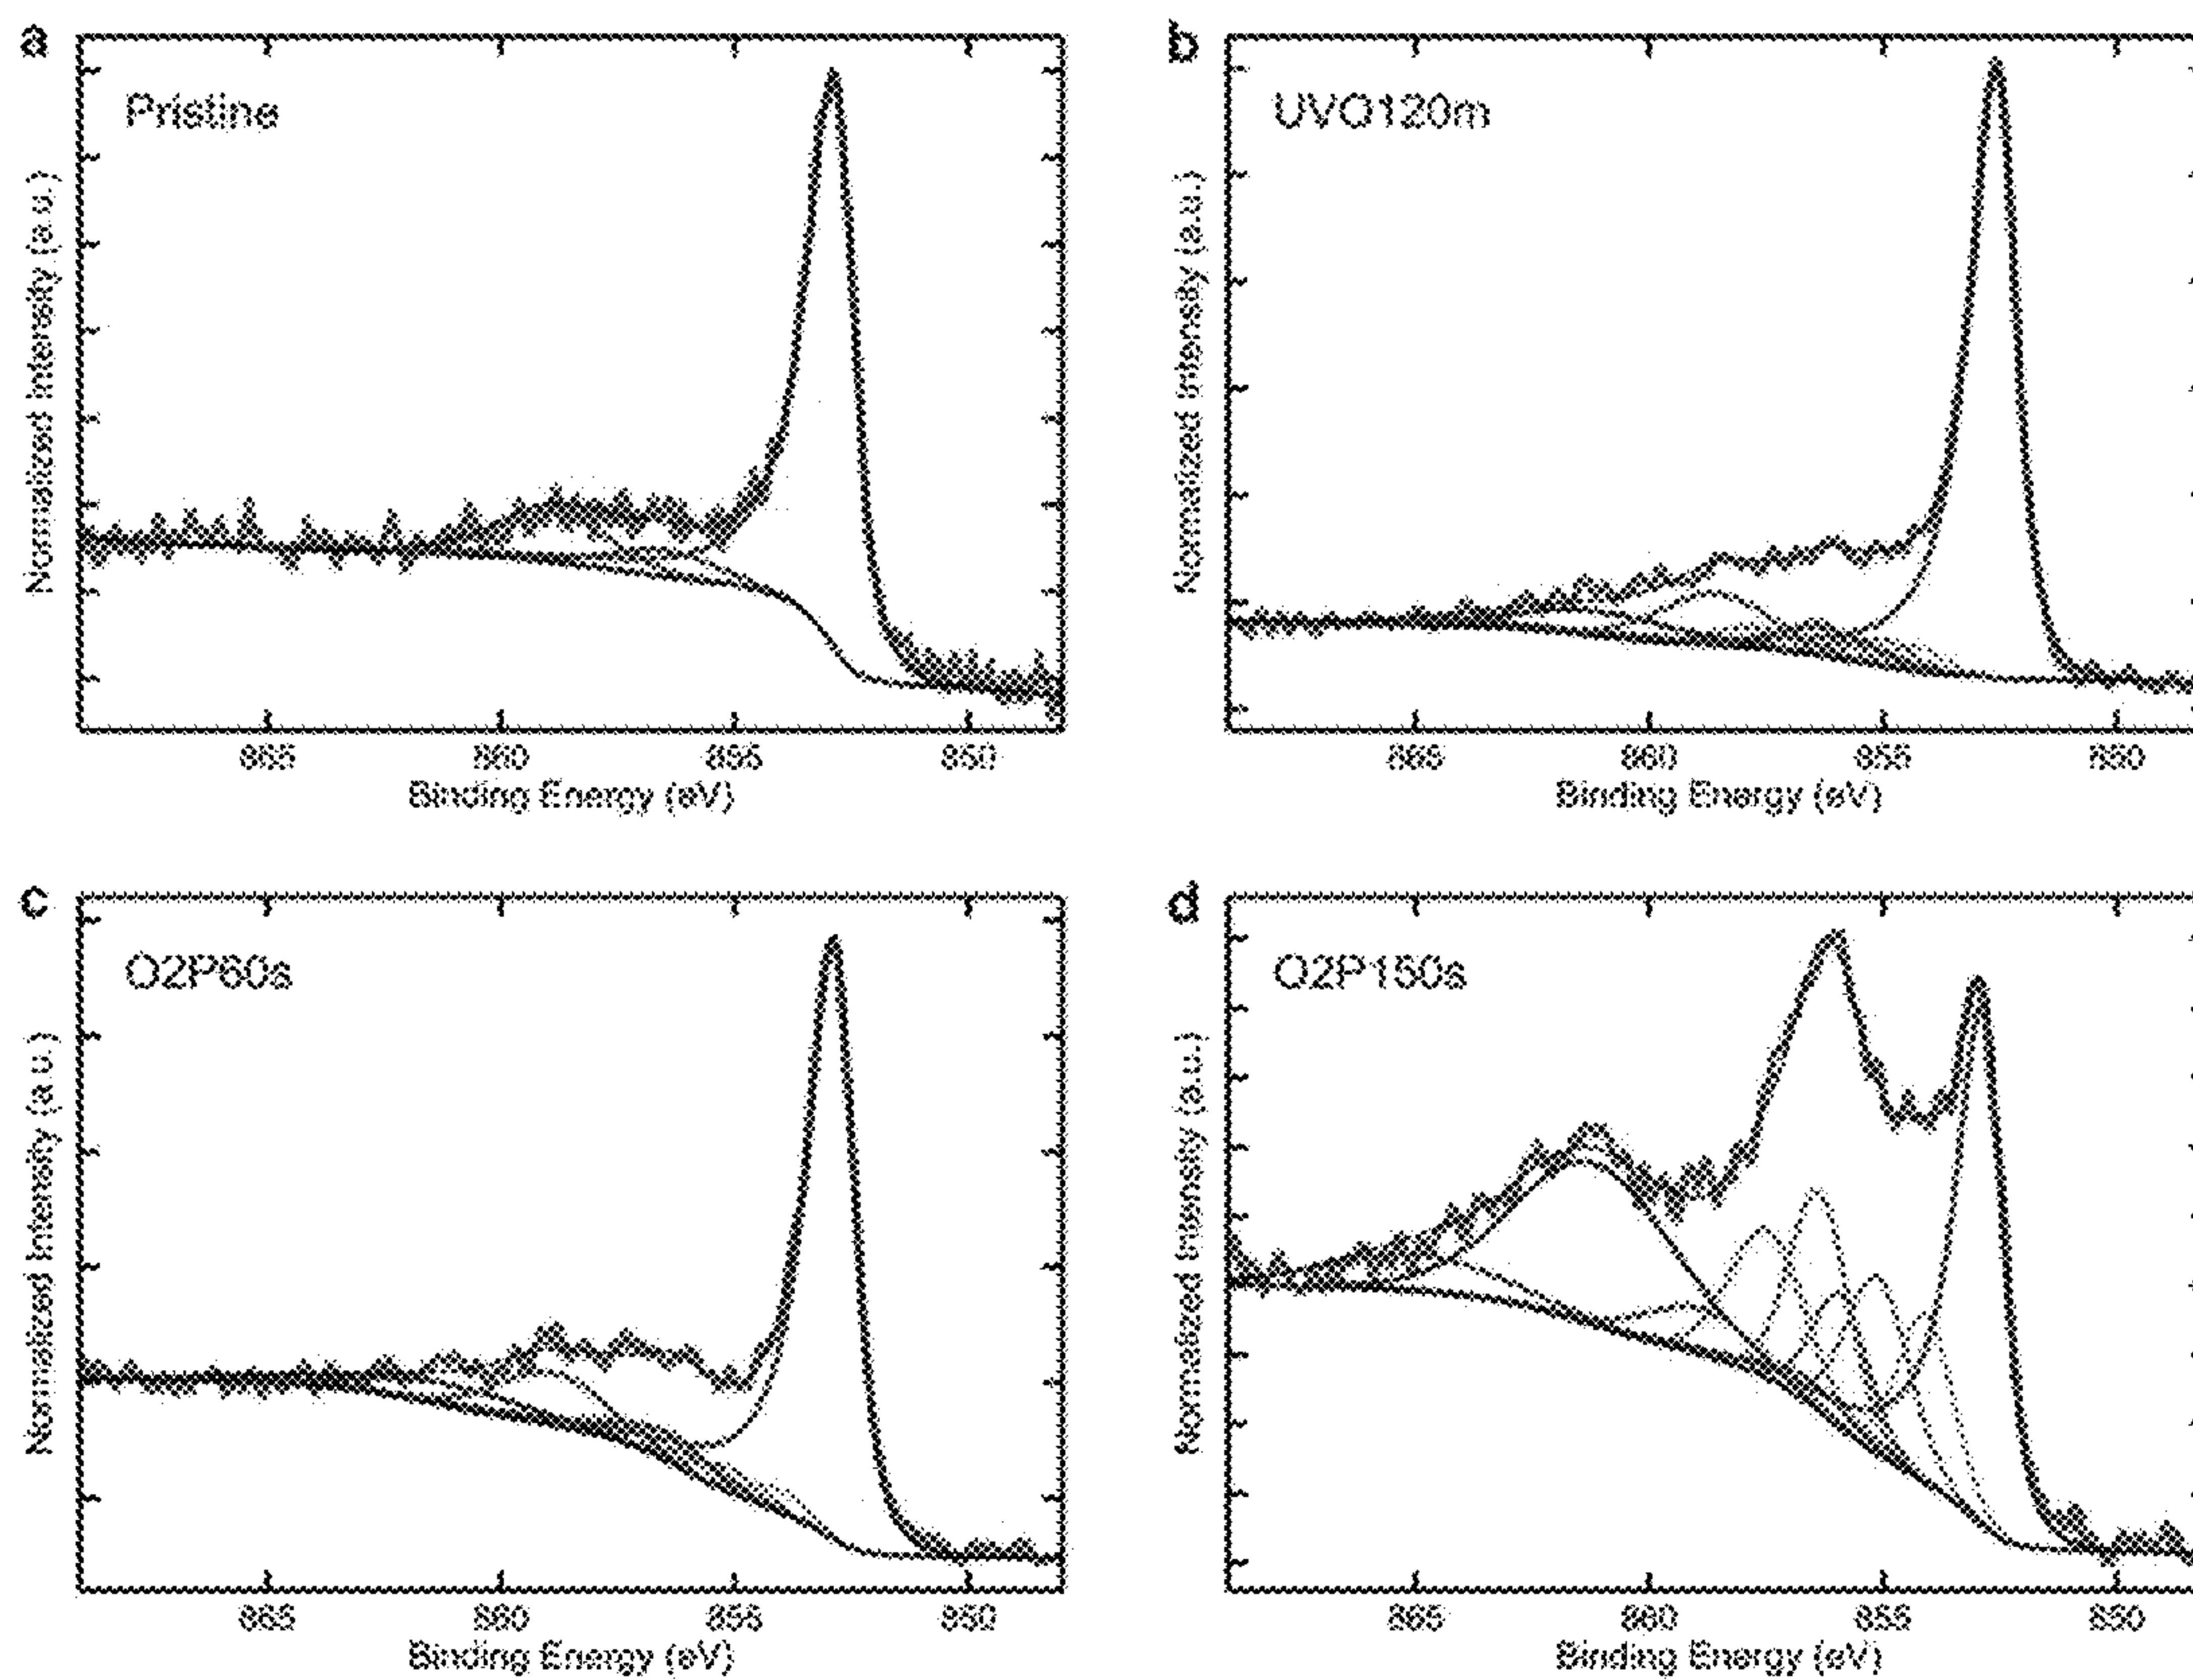 a
Pristine
Normalized Intensity (a.u.)
865 860 855 850
Binding Energy (eV)
b
UVO120m
Normalized Intensity (a.u.)
865 860 855 850
Binding Energy (eV)
c
O2P60s
Normalized Intensity (a.u.)
865 860 855 850
Binding Energy (eV)
d
O2P150s
Normalized Intensity (a.u.)
865 860 855 850
Binding Energy (eV)